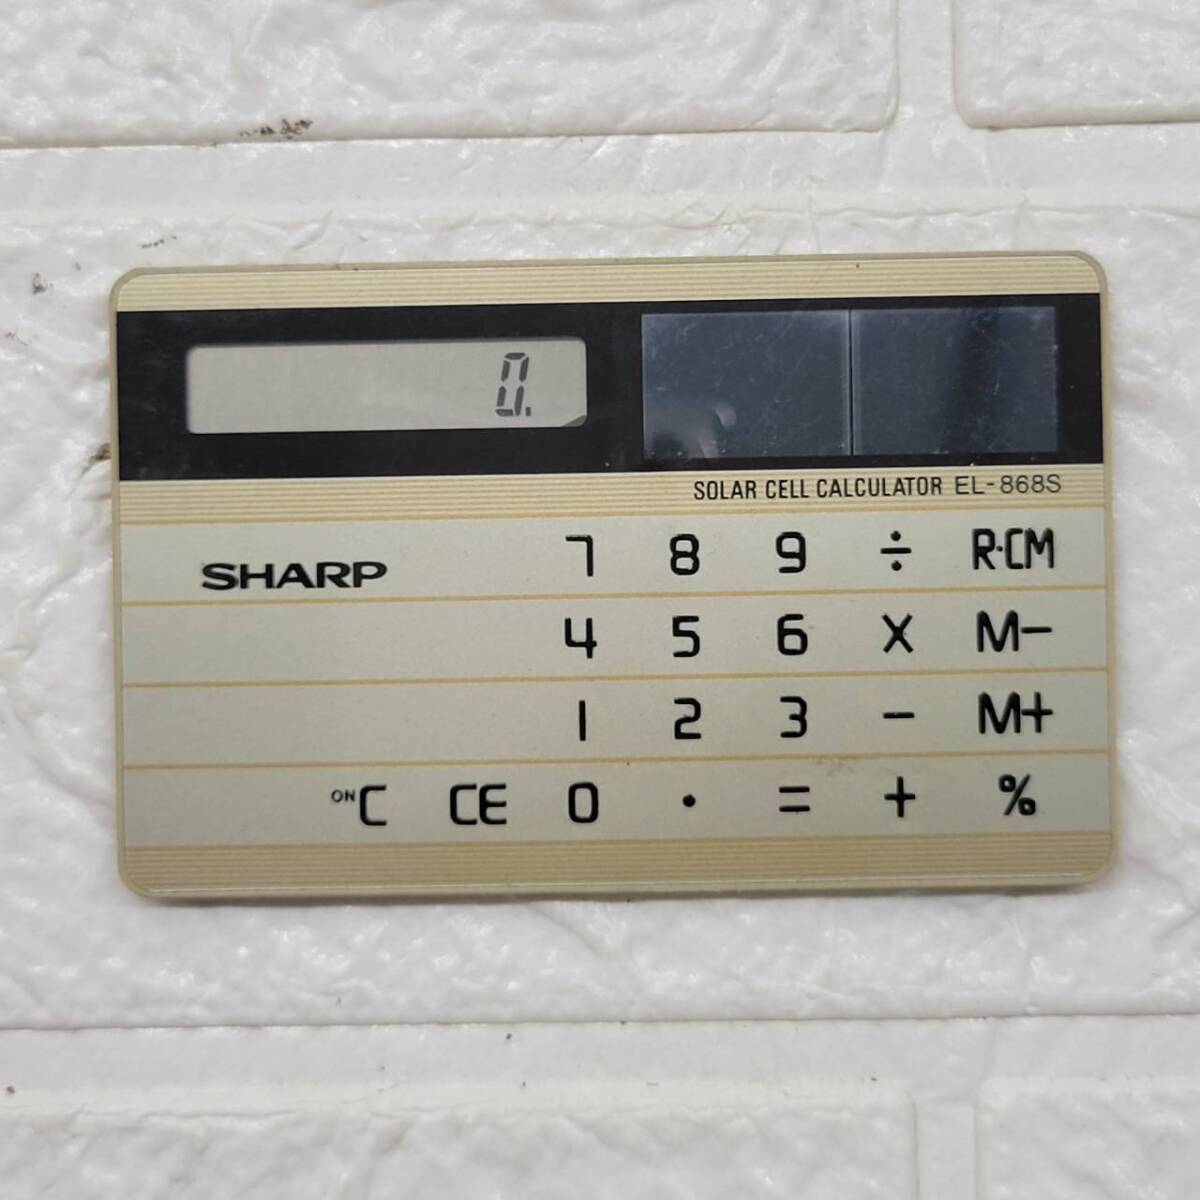 0.
SOLAR CELL CALCULATOR EL-868S
SHARP
7 8 9 ÷ R·CM
4 5 6 X M−
1 2 3 − M+
ON C CE 0 · = + %